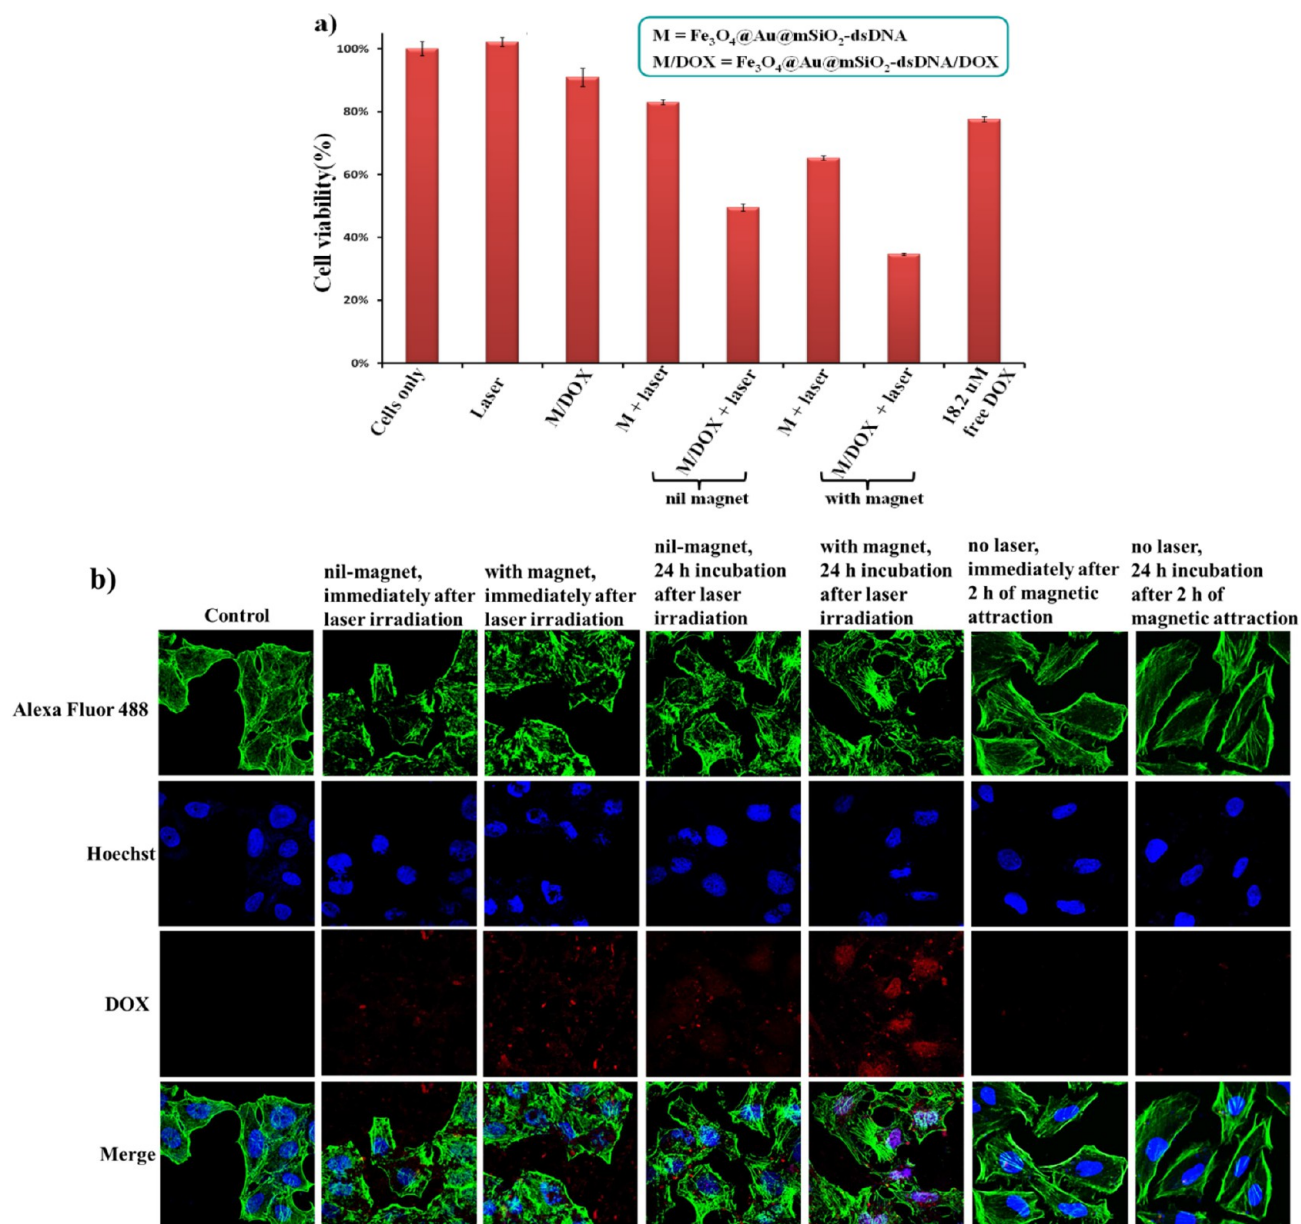 a)
M = Fe₃O₄@Au@mSiO₂-dsDNA
M/DOX = Fe₃O₄@Au@mSiO₂-dsDNA/DOX
Cell viability(%)
100%
80%
60%
40%
20%
0%
Cells only
Laser
M/DOX
M + laser
M/DOX + laser
M + laser
M/DOX + laser
18.2 uM
free DOX
nil magnet
with magnet
b)
Control
nil-magnet,
immediately after
laser irradiation
with magnet,
immediately after
laser irradiation
nil-magnet,
24 h incubation
after laser
irradiation
with magnet,
24 h incubation
after laser
irradiation
no laser,
immediately after
2 h of magnetic
attraction
no laser,
24 h incubation
after 2 h of
magnetic attraction
Alexa Fluor 488
Hoechst
DOX
Merge